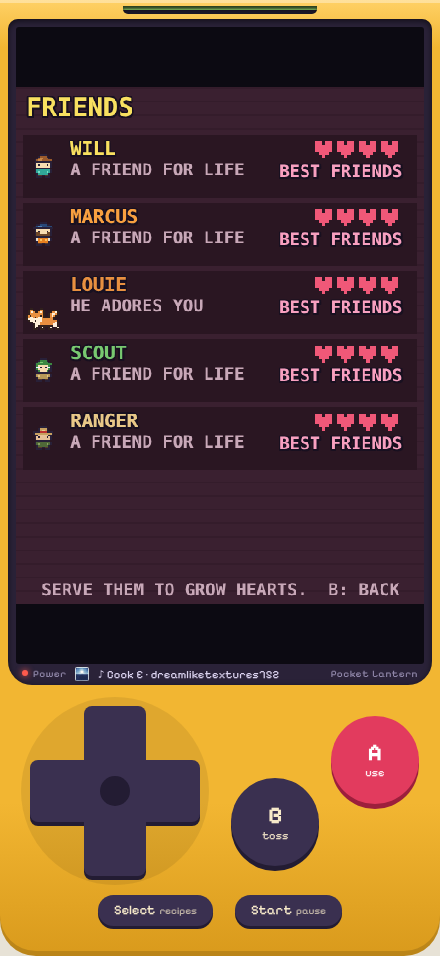 FRIENDS
WILL
A FRIEND FOR LIFE
BEST FRIENDS
MARCUS
A FRIEND FOR LIFE
BEST FRIENDS
LOUIE
HE ADORES YOU
BEST FRIENDS
SCOUT
A FRIEND FOR LIFE
BEST FRIENDS
RANGER
A FRIEND FOR LIFE
BEST FRIENDS
SERVE THEM TO GROW HEARTS. B: BACK
Power ♪ Cook E · dreamliketextures792 Pocket Lantern
A
use
B
toss
Select recipes Start pause